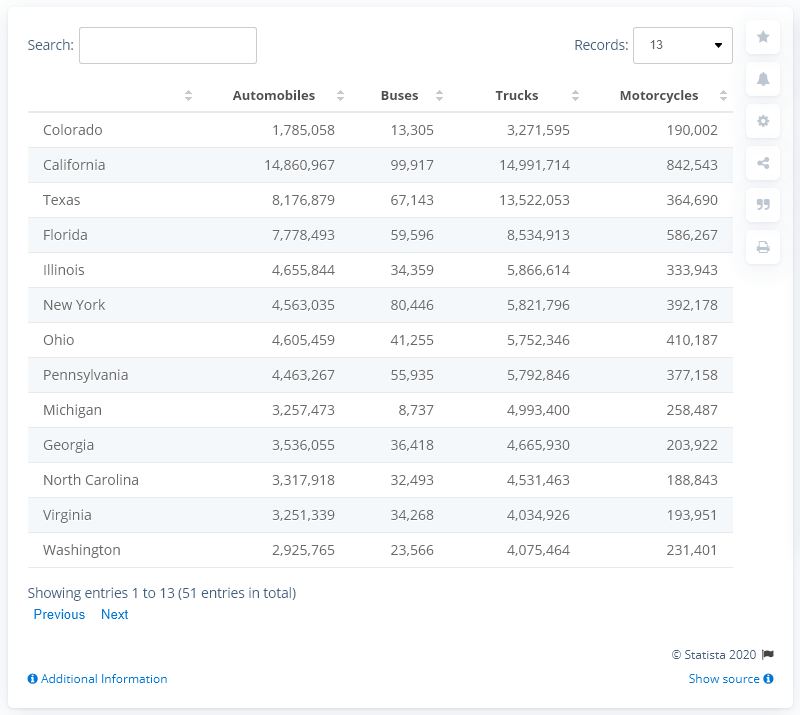 Search: Records: 13
Automobiles Buses Trucks Motorcycles
Colorado 1,785,058 13,305 3,271,595 190,002
California 14,860,967 99,917 14,991,714 842,543
Texas 8,176,879 67,143 13,522,053 364,690
Florida 7,778,493 59,596 8,534,913 586,267
Illinois 4,655,844 34,359 5,866,614 333,943
New York 4,563,035 80,446 5,821,796 392,178
Ohio 4,605,459 41,255 5,752,346 410,187
Pennsylvania 4,463,267 55,935 5,792,846 377,158
Michigan 3,257,473 8,737 4,993,400 258,487
Georgia 3,536,055 36,418 4,665,930 203,922
North Carolina 3,317,918 32,493 4,531,463 188,843
Virginia 3,251,339 34,268 4,034,926 193,951
Washington 2,925,765 23,566 4,075,464 231,401
Showing entries 1 to 13 (51 entries in total)
Previous Next
© Statista 2020
Additional Information Show source